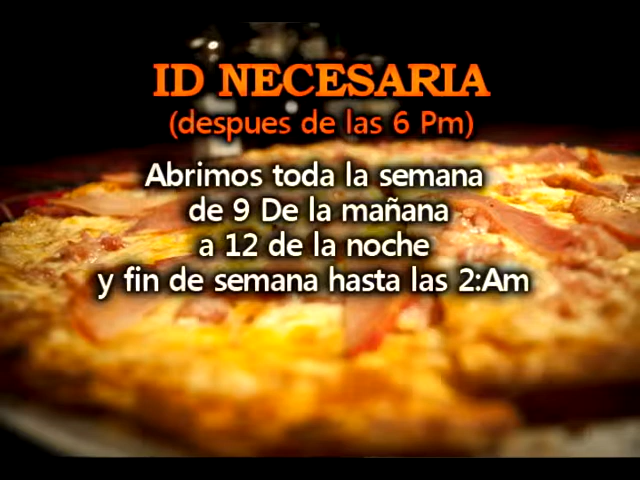 ID NECESARIA
(despues de las 6 Pm)
Abrimos toda la semana
de 9 De la mañana
a 12 de la noche
y fin de semana hasta las 2:Am